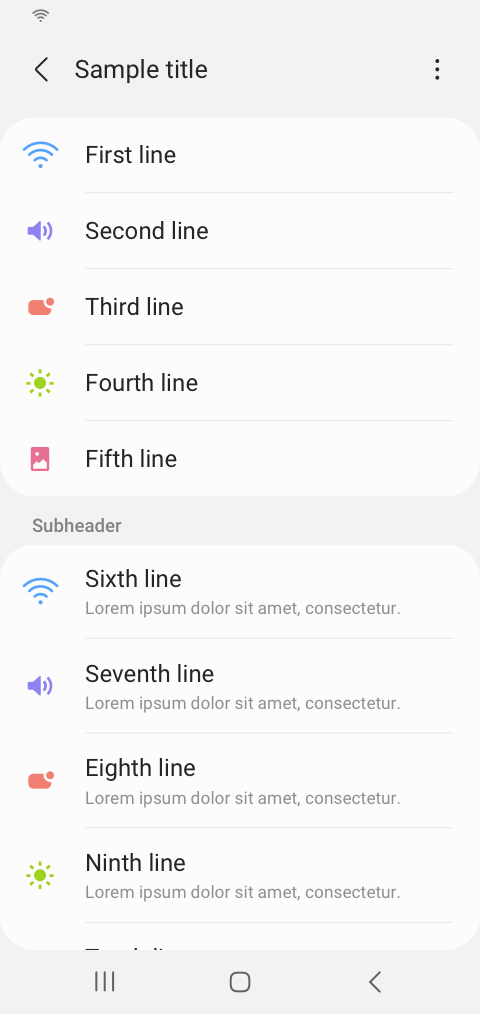 Sample title
First line
Second line
Third line
Fourth line
Fifth line
Subheader
Sixth line
Lorem ipsum dolor sit amet, consectetur.
Seventh line
Lorem ipsum dolor sit amet, consectetur.
Eighth line
Lorem ipsum dolor sit amet, consectetur.
Ninth line
Lorem ipsum dolor sit amet, consectetur.